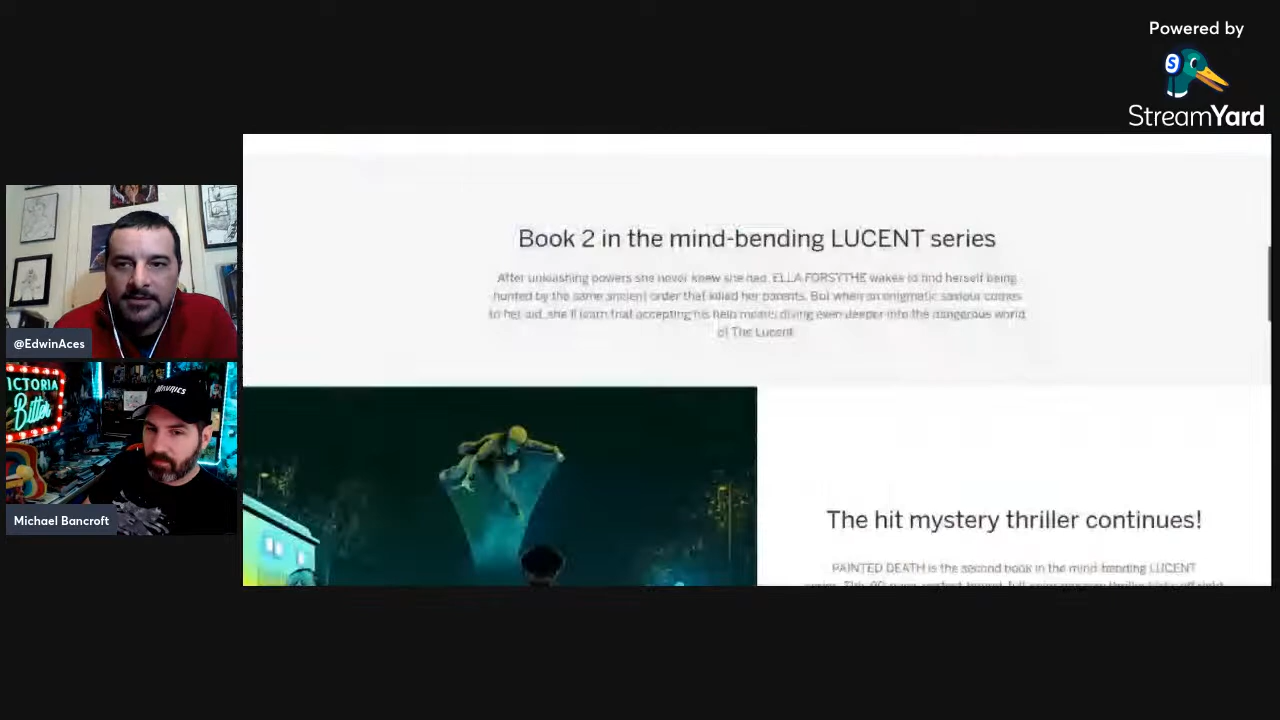 Powered by
StreamYard
Book 2 in the mind-bending LUCENT series
After unleashing powers she never knew she had, ELLA FORSYTHE wakes to find herself being
hunted by the same ancient order that killed her parents. But when an enigmatic saviour comes
to her aid, she'll learn that accepting his help means diving even deeper into the dangerous world
of The Lucent
@EdwinAces
ICTORIA
Bitter
MAVRICS
Michael Bancroft
The hit mystery thriller continues!
PAINTED DEATH is the second book in the mind-bending LUCENT